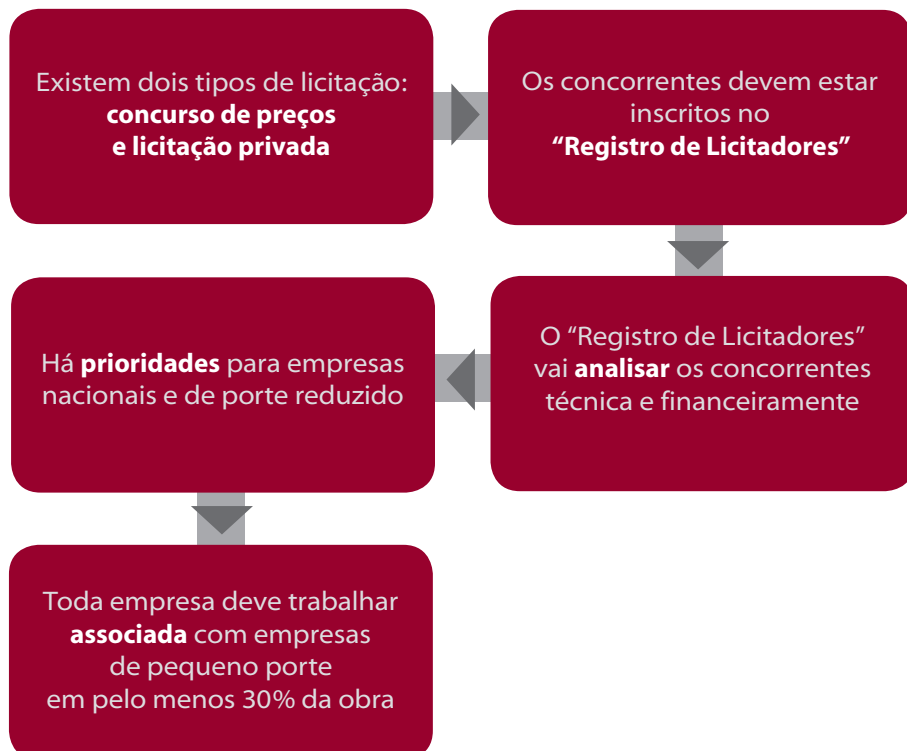 Existem dois tipos de licitação:
concurso de preços
e licitação privada
Os concorrentes devem estar
inscritos no
“Registro de Licitadores”
O “Registro de Licitadores”
vai analisar os concorrentes
técnica e financeiramente
Há prioridades para empresas
nacionais e de porte reduzido
Toda empresa deve trabalhar
associada com empresas
de pequeno porte
em pelo menos 30% da obra